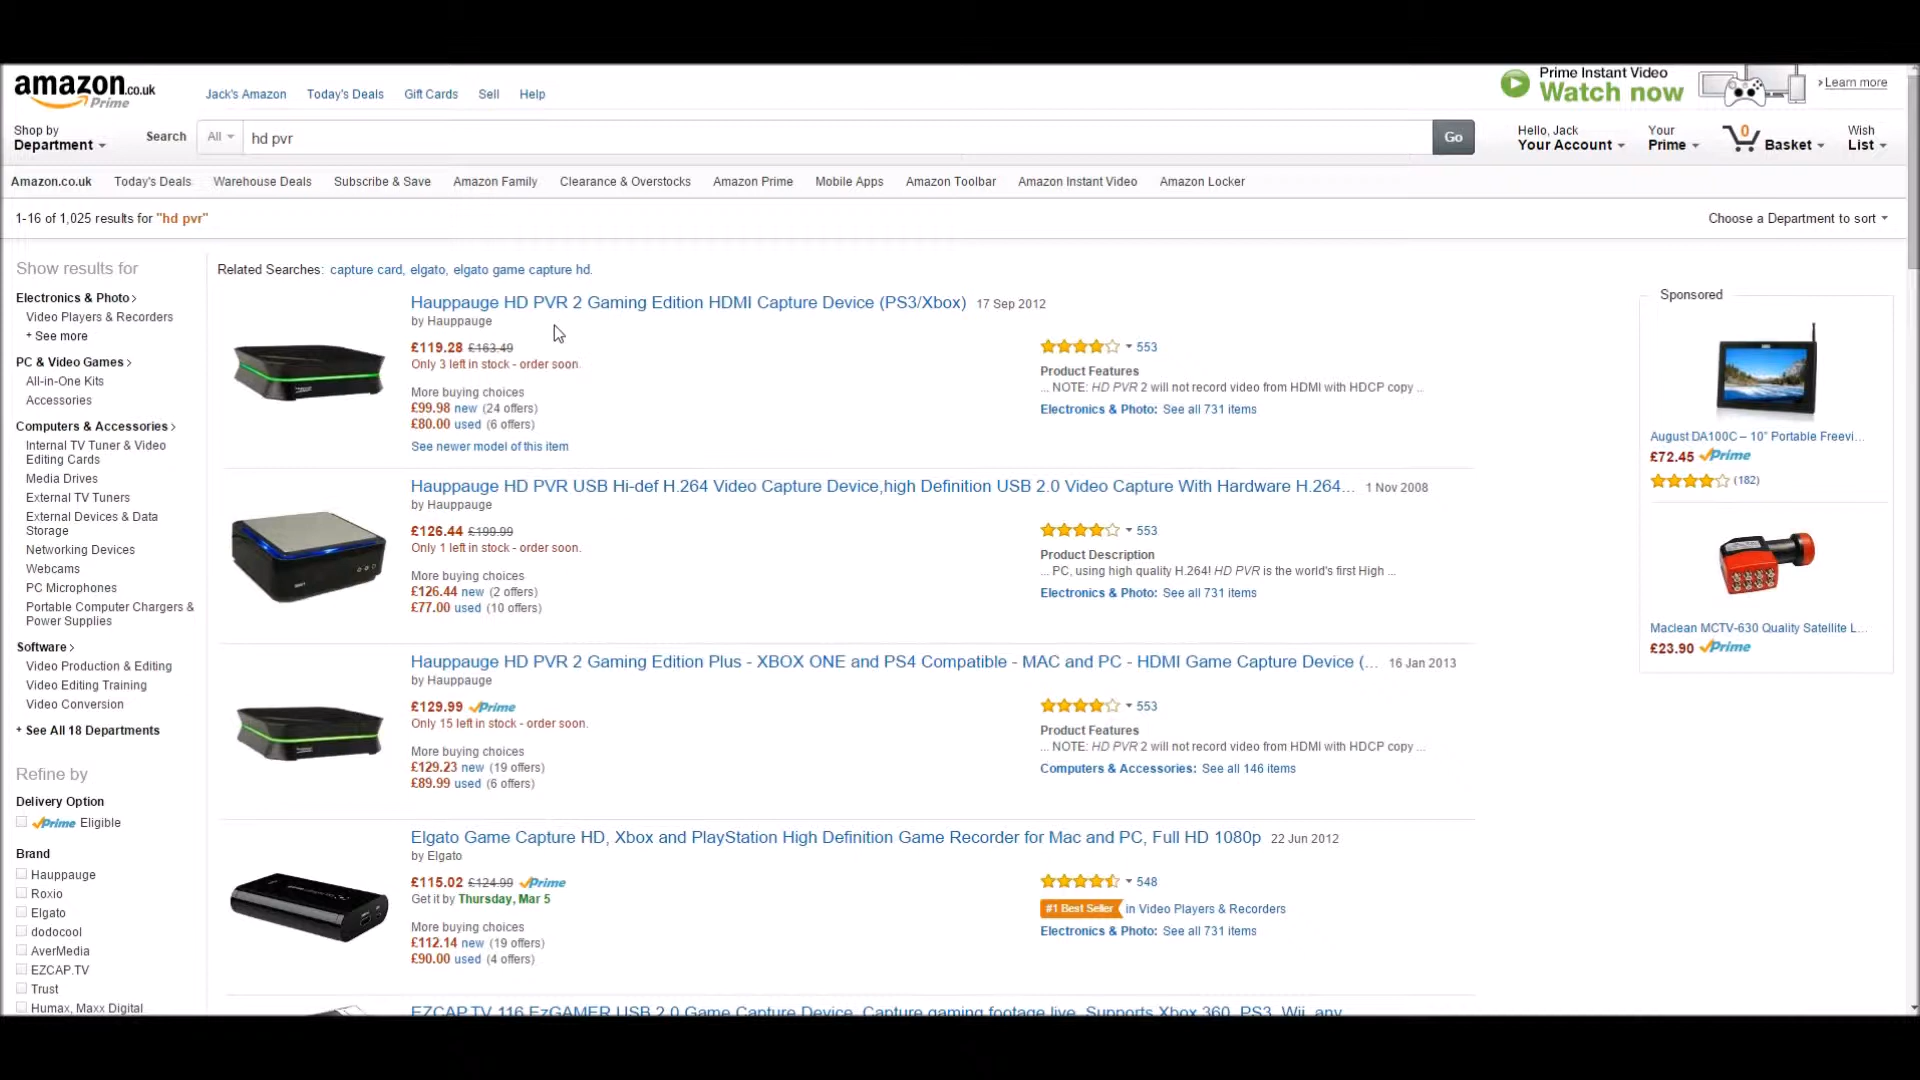 amazon.co.uk
Prime
Jack's Amazon Today's Deals Gift Cards Sell Help
Prime Instant Video
Watch now
Learn more
Shop by
Department
Search All hd pvr Go
Hello, Jack
Your Account
Your
Prime
0
Basket
Wish
List
Amazon.co.uk Today's Deals Warehouse Deals Subscribe & Save Amazon Family Clearance & Overstocks Amazon Prime Mobile Apps Amazon Toolbar Amazon Instant Video Amazon Locker
1-16 of 1,025 results for "hd pvr"
Choose a Department to sort
Show results for
Electronics & Photo
Video Players & Recorders
+ See more
PC & Video Games
All-in-One Kits
Accessories
Computers & Accessories
Internal TV Tuner & Video
Editing Cards
Media Drives
External TV Tuners
External Devices & Data
Storage
Networking Devices
Webcams
PC Microphones
Portable Computer Chargers &
Power Supplies
Software
Video Production & Editing
Video Editing Training
Video Conversion
+ See All 18 Departments
Refine by
Delivery Option
Prime Eligible
Brand
Hauppauge
Roxio
Elgato
dodocool
AverMedia
EZCAP.TV
Trust
Humax, Maxx Digital
Related Searches: capture card, elgato, elgato game capture hd.
Hauppauge HD PVR 2 Gaming Edition HDMI Capture Device (PS3/Xbox) 17 Sep 2012
by Hauppauge
£119.28 £163.49
Only 3 left in stock - order soon.
More buying choices
£99.98 new (24 offers)
£80.00 used (6 offers)
See newer model of this item
553
Product Features
... NOTE: HD PVR 2 will not record video from HDMI with HDCP copy ...
Electronics & Photo: See all 731 items
Hauppauge HD PVR USB Hi-def H.264 Video Capture Device,high Definition USB 2.0 Video Capture With Hardware H.264... 1 Nov 2008
by Hauppauge
£126.44 £199.99
Only 1 left in stock - order soon.
More buying choices
£126.44 new (2 offers)
£77.00 used (10 offers)
553
Product Description
... PC, using high quality H.264! HD PVR is the world's first High ...
Electronics & Photo: See all 731 items
Hauppauge HD PVR 2 Gaming Edition Plus - XBOX ONE and PS4 Compatible - MAC and PC - HDMI Game Capture Device (... 16 Jan 2013
by Hauppauge
£129.99 Prime
Only 15 left in stock - order soon.
More buying choices
£129.23 new (19 offers)
£89.99 used (6 offers)
553
Product Features
... NOTE: HD PVR 2 will not record video from HDMI with HDCP copy ...
Computers & Accessories: See all 146 items
Elgato Game Capture HD, Xbox and PlayStation High Definition Game Recorder for Mac and PC, Full HD 1080p 22 Jun 2012
by Elgato
£115.02 £124.99 Prime
Get it by Thursday, Mar 5
More buying choices
£112.14 new (19 offers)
£90.00 used (4 offers)
548
#1 Best Seller in Video Players & Recorders
Electronics & Photo: See all 731 items
EZCAP.TV 116 EzGAMER USB 2.0 Game Capture Device. Capture gaming footage live. Supports Xbox 360, PS3, Wii, any
Sponsored
August DA100C – 10" Portable Freevi...
£72.45 Prime
(182)
Maclean MCTV-630 Quality Satellite L...
£23.90 Prime